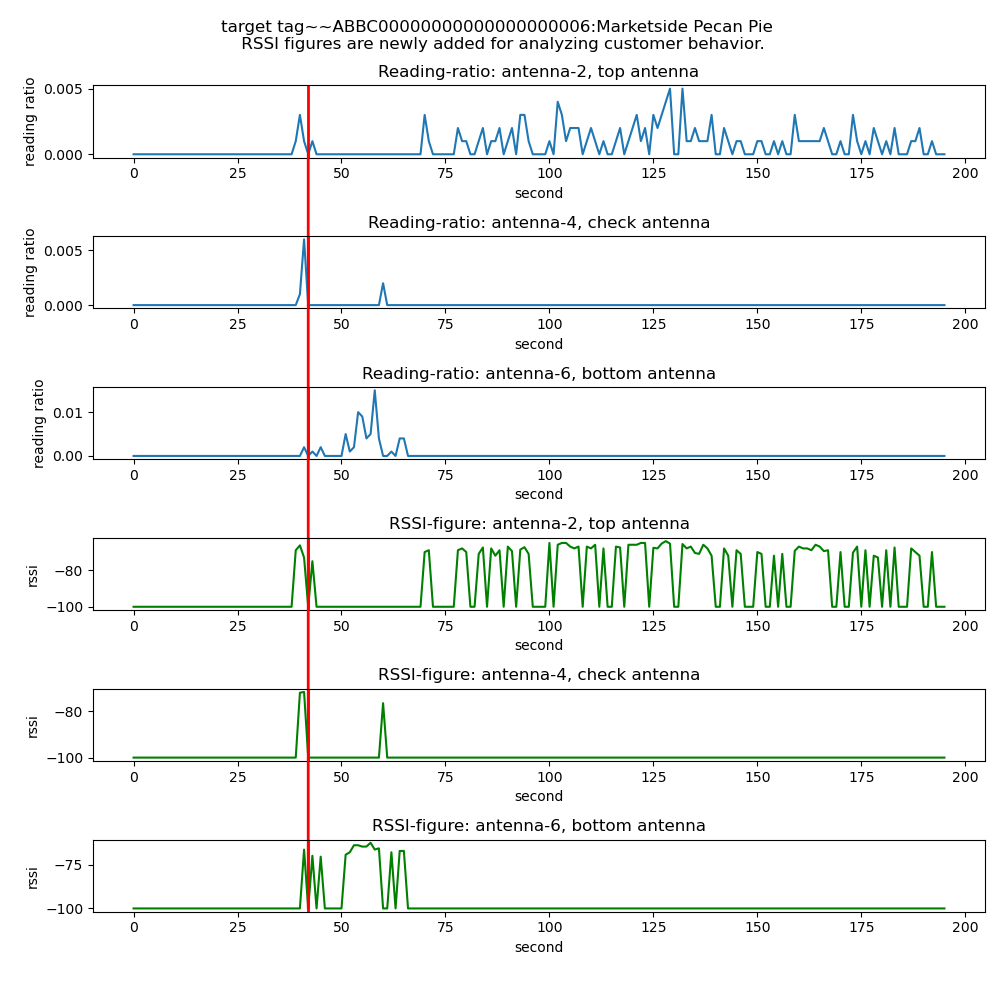 target tag~~ABBC00000000000000000006:Marketside Pecan Pie
RSSI figures are newly added for analyzing customer behavior.
Reading-ratio: antenna-2, top antenna
reading ratio
0.005
0.000
0 25 50 75 100 125 150 175 200
second
Reading-ratio: antenna-4, check antenna
reading ratio
0.005
0.000
0 25 50 75 100 125 150 175 200
second
Reading-ratio: antenna-6, bottom antenna
reading ratio
0.01
0.00
0 25 50 75 100 125 150 175 200
second
RSSI-figure: antenna-2, top antenna
rssi
−80
−100
0 25 50 75 100 125 150 175 200
second
RSSI-figure: antenna-4, check antenna
rssi
−80
−100
0 25 50 75 100 125 150 175 200
second
RSSI-figure: antenna-6, bottom antenna
rssi
−75
−100
0 25 50 75 100 125 150 175 200
second